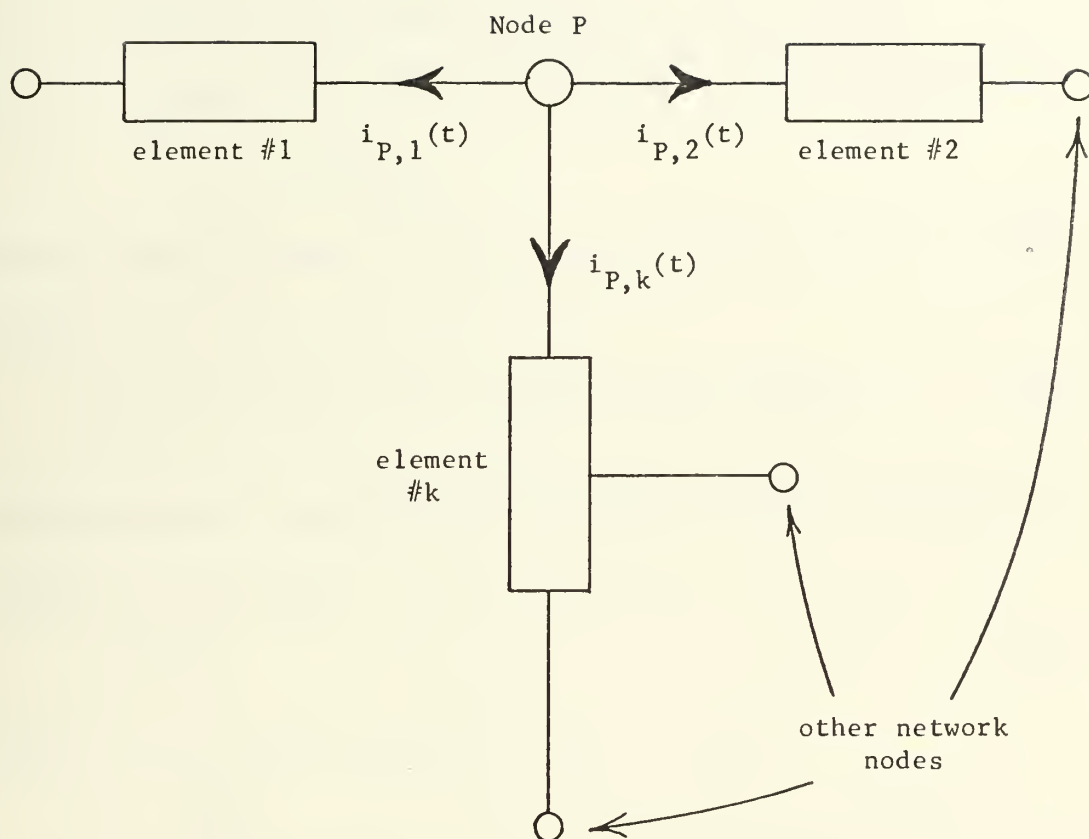 Node P
i_{P,1}(t)
i_{P,2}(t)
element #1
element #2
i_{P,k}(t)
element
#k
other network
nodes